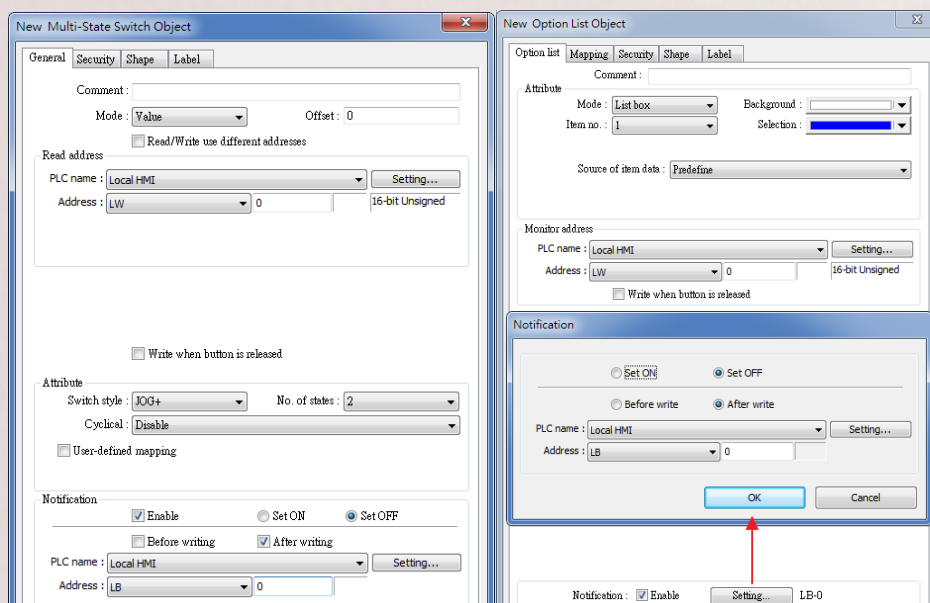 New Multi-State Switch Object
General Security Shape Label
Comment :
Mode : Value Offset : 0
Read/Write use different addresses
Read address
PLC name : Local HMI Setting...
Address : LW 0 16-bit Unsigned
Write when button is released
Attribute
Switch style : JOG+ No. of states : 2
Cyclical : Disable
User-defined mapping
Notification
Enable Set ON Set OFF
Before writing After writing
PLC name : Local HMI Setting...
Address : LB 0
New Option List Object
Option list Mapping Security Shape Label
Comment :
Attribute
Mode : List box Background :
Item no. : 1 Selection :
Source of item data : Predefine
Monitor address
PLC name : Local HMI Setting...
Address : LW 0 16-bit Unsigned
Write when button is released
Notification
Set ON Set OFF
Before write After write
PLC name : Local HMI Setting...
Address : LB 0
OK Cancel
Notification : Enable Setting... LB-0